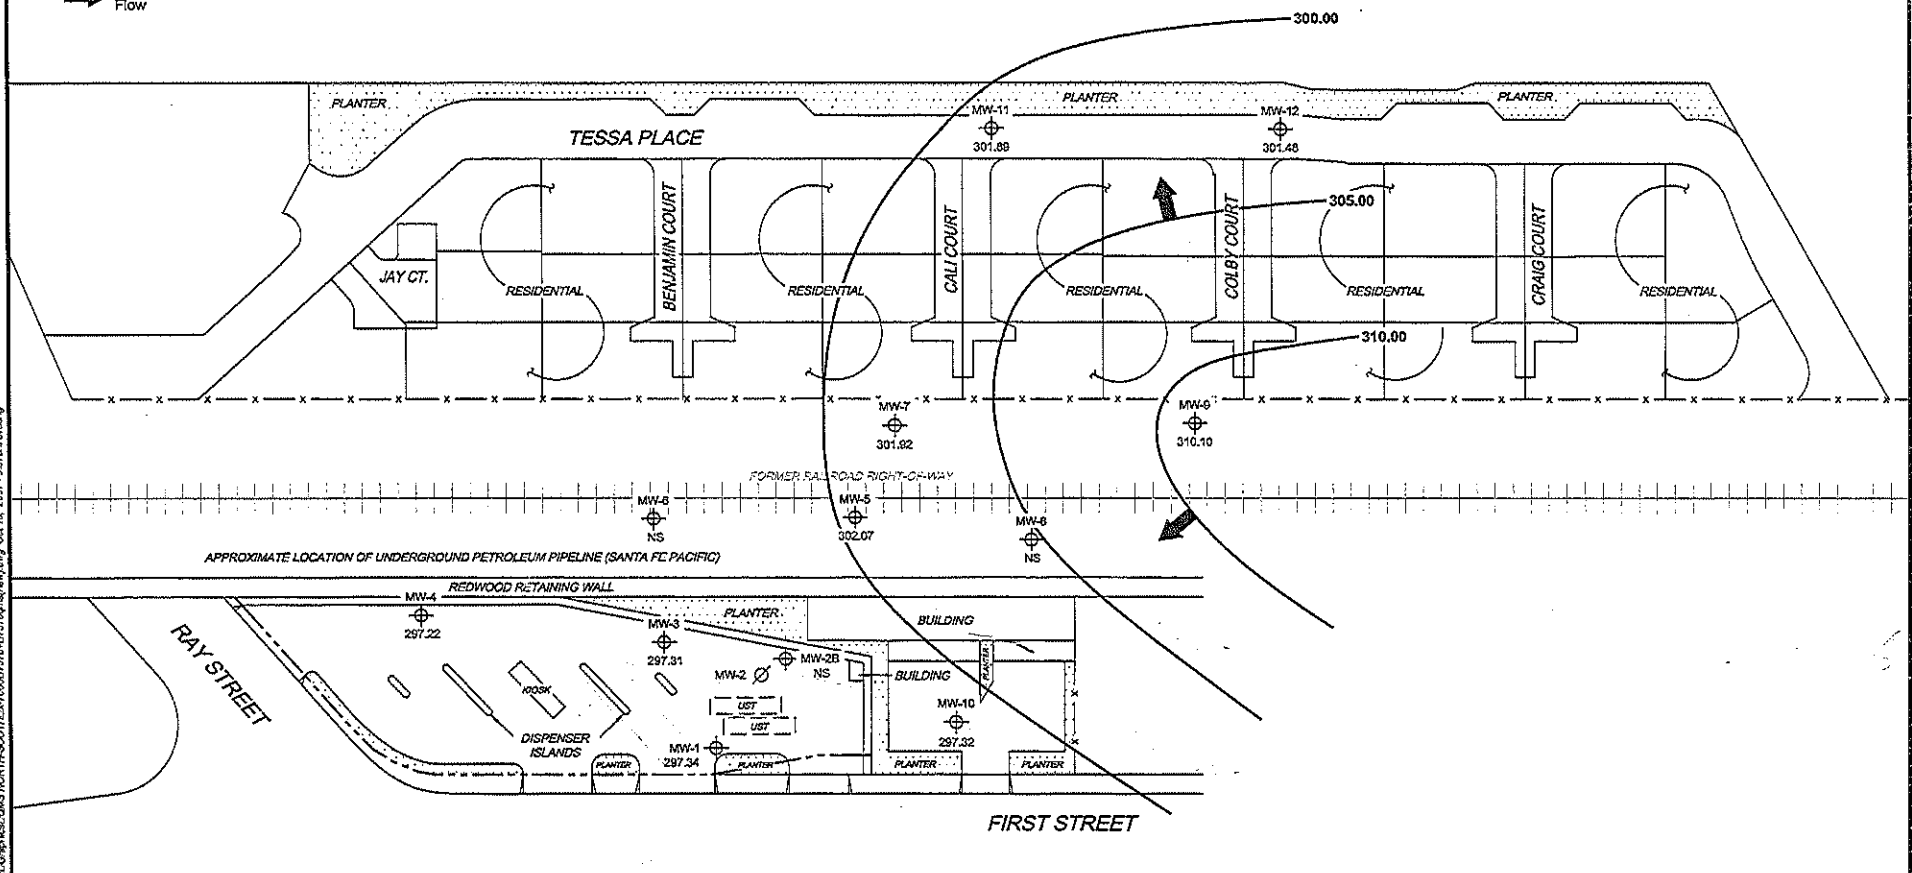 Flow
300.00
PLANTER
PLANTER
PLANTER
MW-11
301.89
MW-12
301.48
TESSA PLACE
305.00
BENJAMIN COURT
CALI COURT
COLBY COURT
CRAIG COURT
JAY CT.
RESIDENTIAL
RESIDENTIAL
RESIDENTIAL
RESIDENTIAL
RESIDENTIAL
310.00
MW-7
301.92
MW-9
310.10
FORMER RAILROAD RIGHT-OF-WAY
MW-6
NS
MW-5
302.07
MW-8
NS
APPROXIMATE LOCATION OF UNDERGROUND PETROLEUM PIPELINE (SANTA FE PACIFIC)
REDWOOD RETAINING WALL
MW-4
297.22
PLANTER
BUILDING
MW-3
297.31
MW-2B
NS
MW-2
BUILDING
PLANTER
RAY STREET
KIOSK
UST
UST
MW-10
297.32
DISPENSER
ISLANDS
MW-1
297.34
PLANTER
PLANTER
PLANTER
PLANTER
FIRST STREET